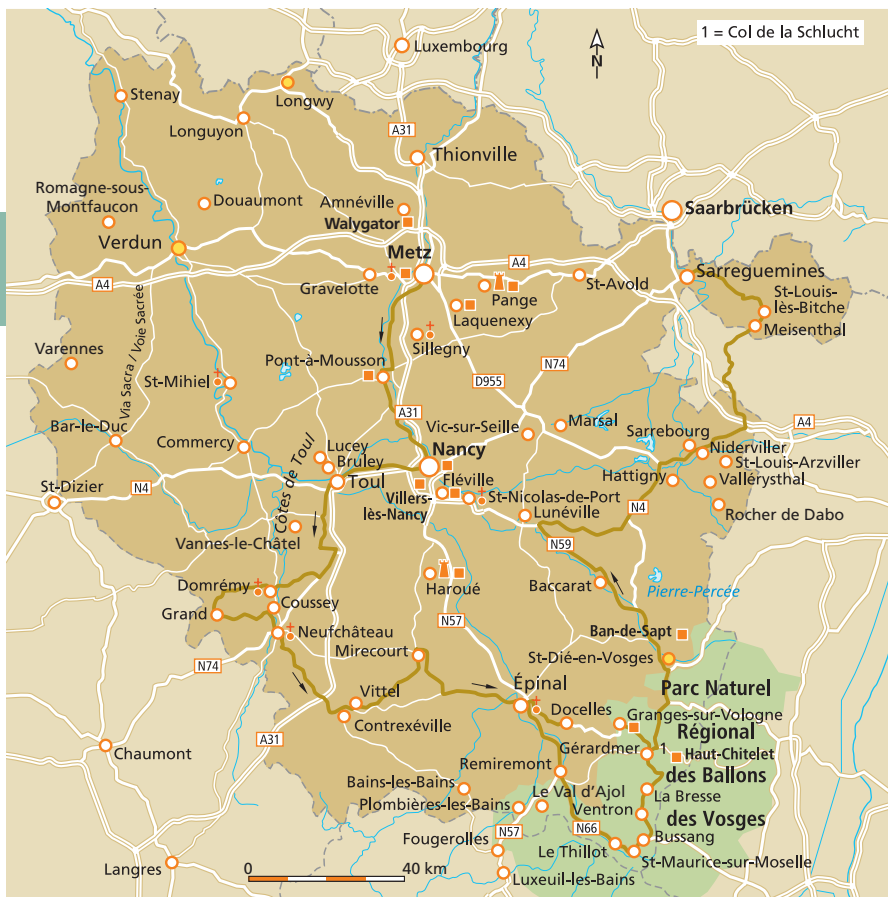 1 = Col de la Schlucht
Luxembourg
N
Stenay
Longwy
Longuyon
A31
Thionville
Romagne-sous-
Montfaucon
Douaumont
Amnéville
Walygator
Saarbrücken
Verdun
Metz
A4
A4
Gravelotte
Pange
St-Avold
Sarreguemines
St-Louis-
lès-Bitche
Laquenexy
Meisenthal
Via Sacra / Voie Sacrée
Sillegny
Varennes
Pont-à-Mousson
N74
St-Mihiel
D955
A31
Vic-sur-Seille
Marsal
Bar-le-Duc
Commercy
Lucey
Bruley
Nancy
Sarrebourg
A4
Niderviller
St-Louis-Arzviller
Hattigny
Vallérysthal
St-Dizier
N4
Côtes de Toul
Toul
Fléville
Villers-
lès-Nancy
St-Nicolas-de-Port
Lunéville
N4
Rocher de Dabo
Vannes-le-Châtel
N59
Domrémy
Haroué
Baccarat
Pierre-Percée
Grand
Coussey
N57
Neufchâteau
Ban-de-Sapt
Mirecourt
St-Dié-en-Vosges
N74
Épinal
Parc Naturel
Vittel
Docelles
Granges-sur-Vologne
Régional
Contrexéville
Gérardmer
1
Haut-Chitelet
Chaumont
A31
Remiremont
des Ballons
Bains-les-Bains
Le Val d'Ajol
La Bresse
Plombières-les-Bains
Ventron
des Vosges
Fougerolles
N57
N66
Bussang
Le Thillot
St-Maurice-sur-Moselle
Langres
0
40 km
Luxeuil-les-Bains